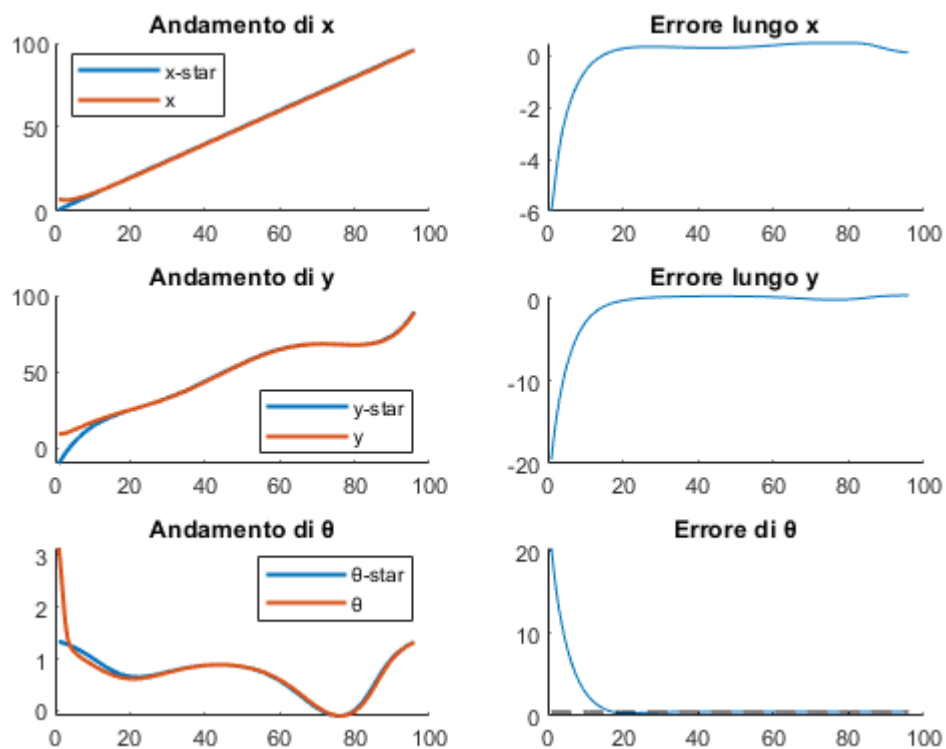 Andamento di x
100
50
0
x-star
x
0 20 40 60 80 100
Errore lungo x
0
-2
-4
-6
0 20 40 60 80 100
Andamento di y
100
50
0
y-star
y
0 20 40 60 80 100
Errore lungo y
0
-10
-20
0 20 40 60 80 100
Andamento di θ
3
2
1
0
θ-star
θ
0 20 40 60 80 100
Errore di θ
20
10
0
0 20 40 60 80 100